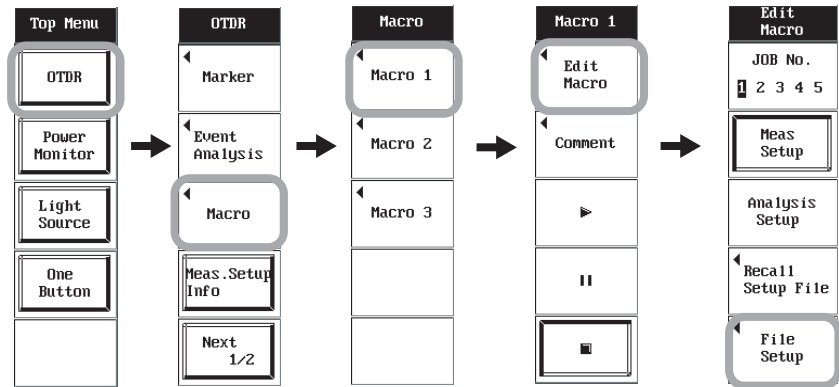 Top Menu
OTDR
Power
Monitor
Light
Source
One
Button
OTDR
Marker
Event
Analysis
Macro
Meas.Setup
Info
Next
1/2
Macro
Macro 1
Macro 2
Macro 3
Macro 1
Edit
Macro
Comment
Edit
Macro
JOB No.
1 2 3 4 5
Meas
Setup
Analysis
Setup
Recall
Setup File
File
Setup